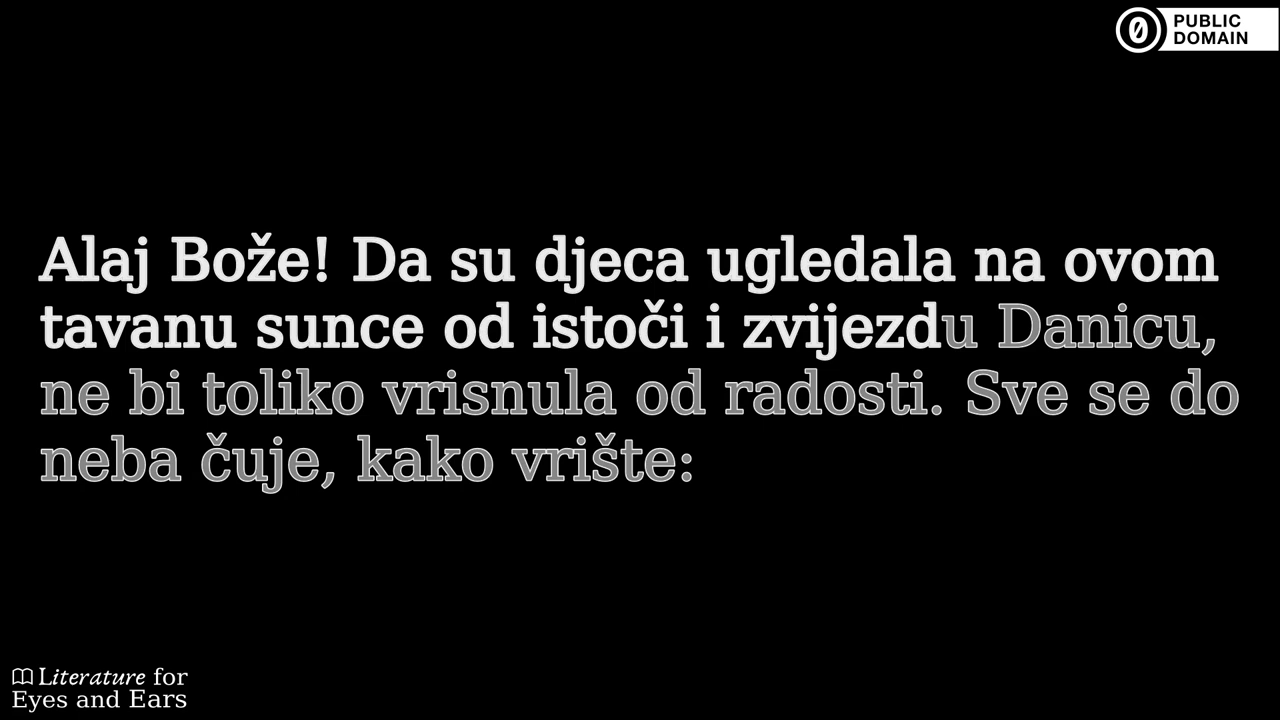 PUBLIC
DOMAIN
Alaj Bože! Da su djeca ugledala na ovom
tavanu sunce od istoči i zvijezdu Danicu,
ne bi toliko vrisnula od radosti. Sve se do
neba čuje, kako vrište:
Literature for
Eyes and Ears